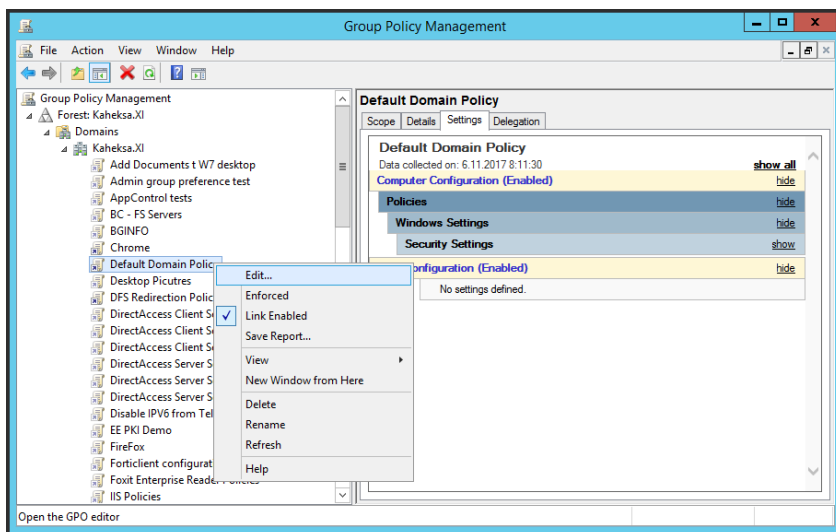 Group Policy Management
File Action View Window Help
Group Policy Management
Forest: Kaheksa.XI
Domains
Kaheksa.XI
Add Documents t W7 desktop
Admin group preference test
AppControl tests
BC - FS Servers
BGINFO
Chrome
Default Domain Policy
Desktop Picutres
DFS Redirection Polic
DirectAccess Client Se
DirectAccess Client Se
DirectAccess Client Se
DirectAccess Server S
DirectAccess Server S
DirectAccess Server S
Disable IPV6 from Tel
EE PKI Demo
FireFox
Forticlient configurat
Foxit Enterprise Reader Policies
IIS Policies
Edit...
Enforced
Link Enabled
Save Report...
View
New Window from Here
Delete
Rename
Refresh
Help
Default Domain Policy
Scope Details Settings Delegation
Default Domain Policy
Data collected on: 6.11.2017 8:11:30 show all
Computer Configuration (Enabled) hide
Policies hide
Windows Settings hide
Security Settings show
onfiguration (Enabled) hide
No settings defined.
Open the GPO editor